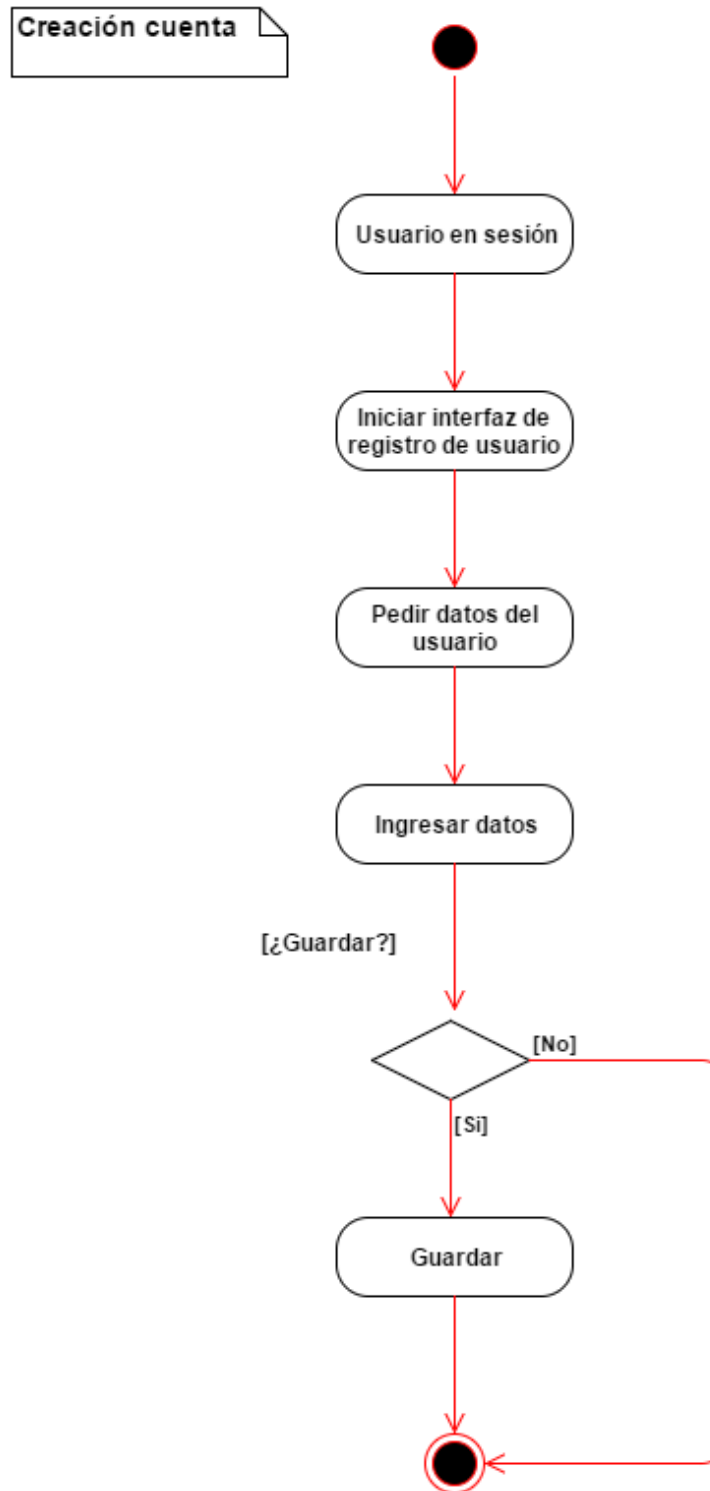 Creación cuenta
Usuario en sesión
Iniciar interfaz de
registro de usuario
Pedir datos del
usuario
Ingresar datos
[¿Guardar?]
[No]
[Si]
Guardar